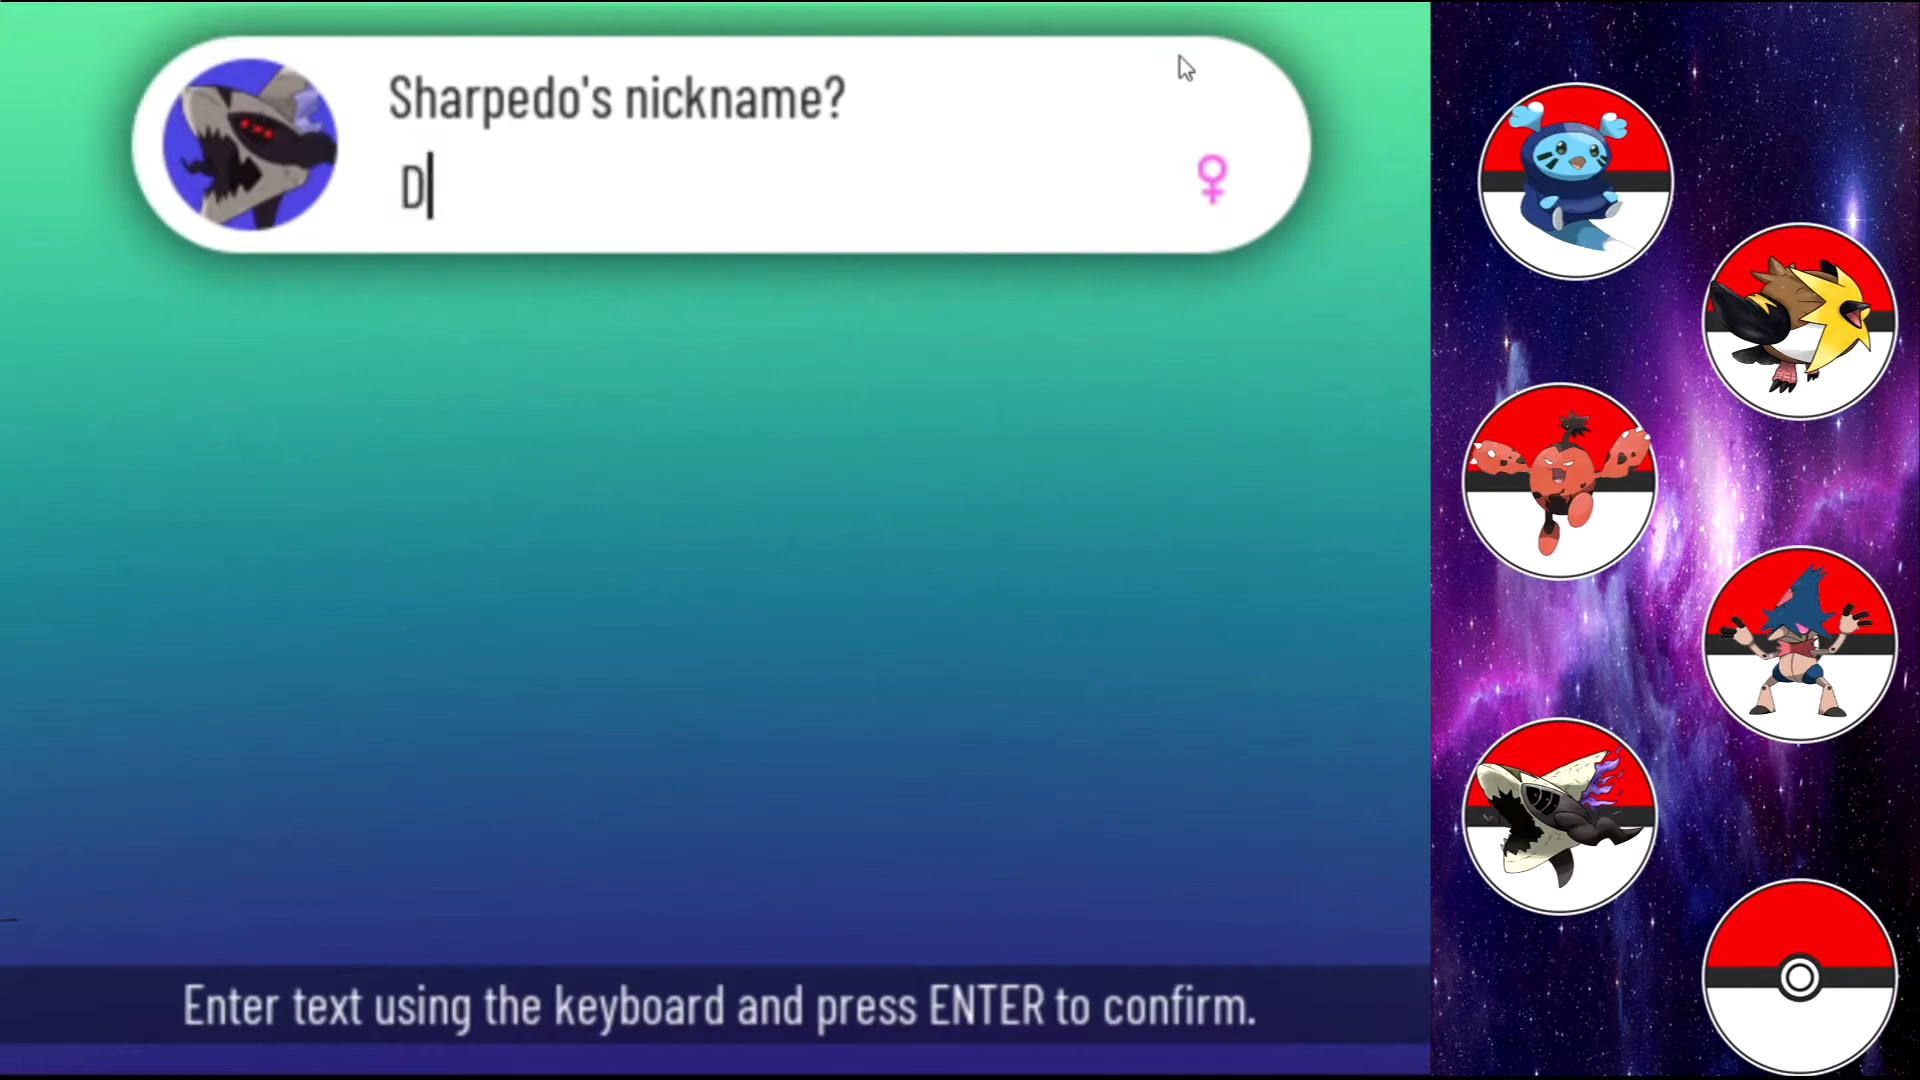 Sharpedo's nickname?
D
Enter text using the keyboard and press ENTER to confirm.